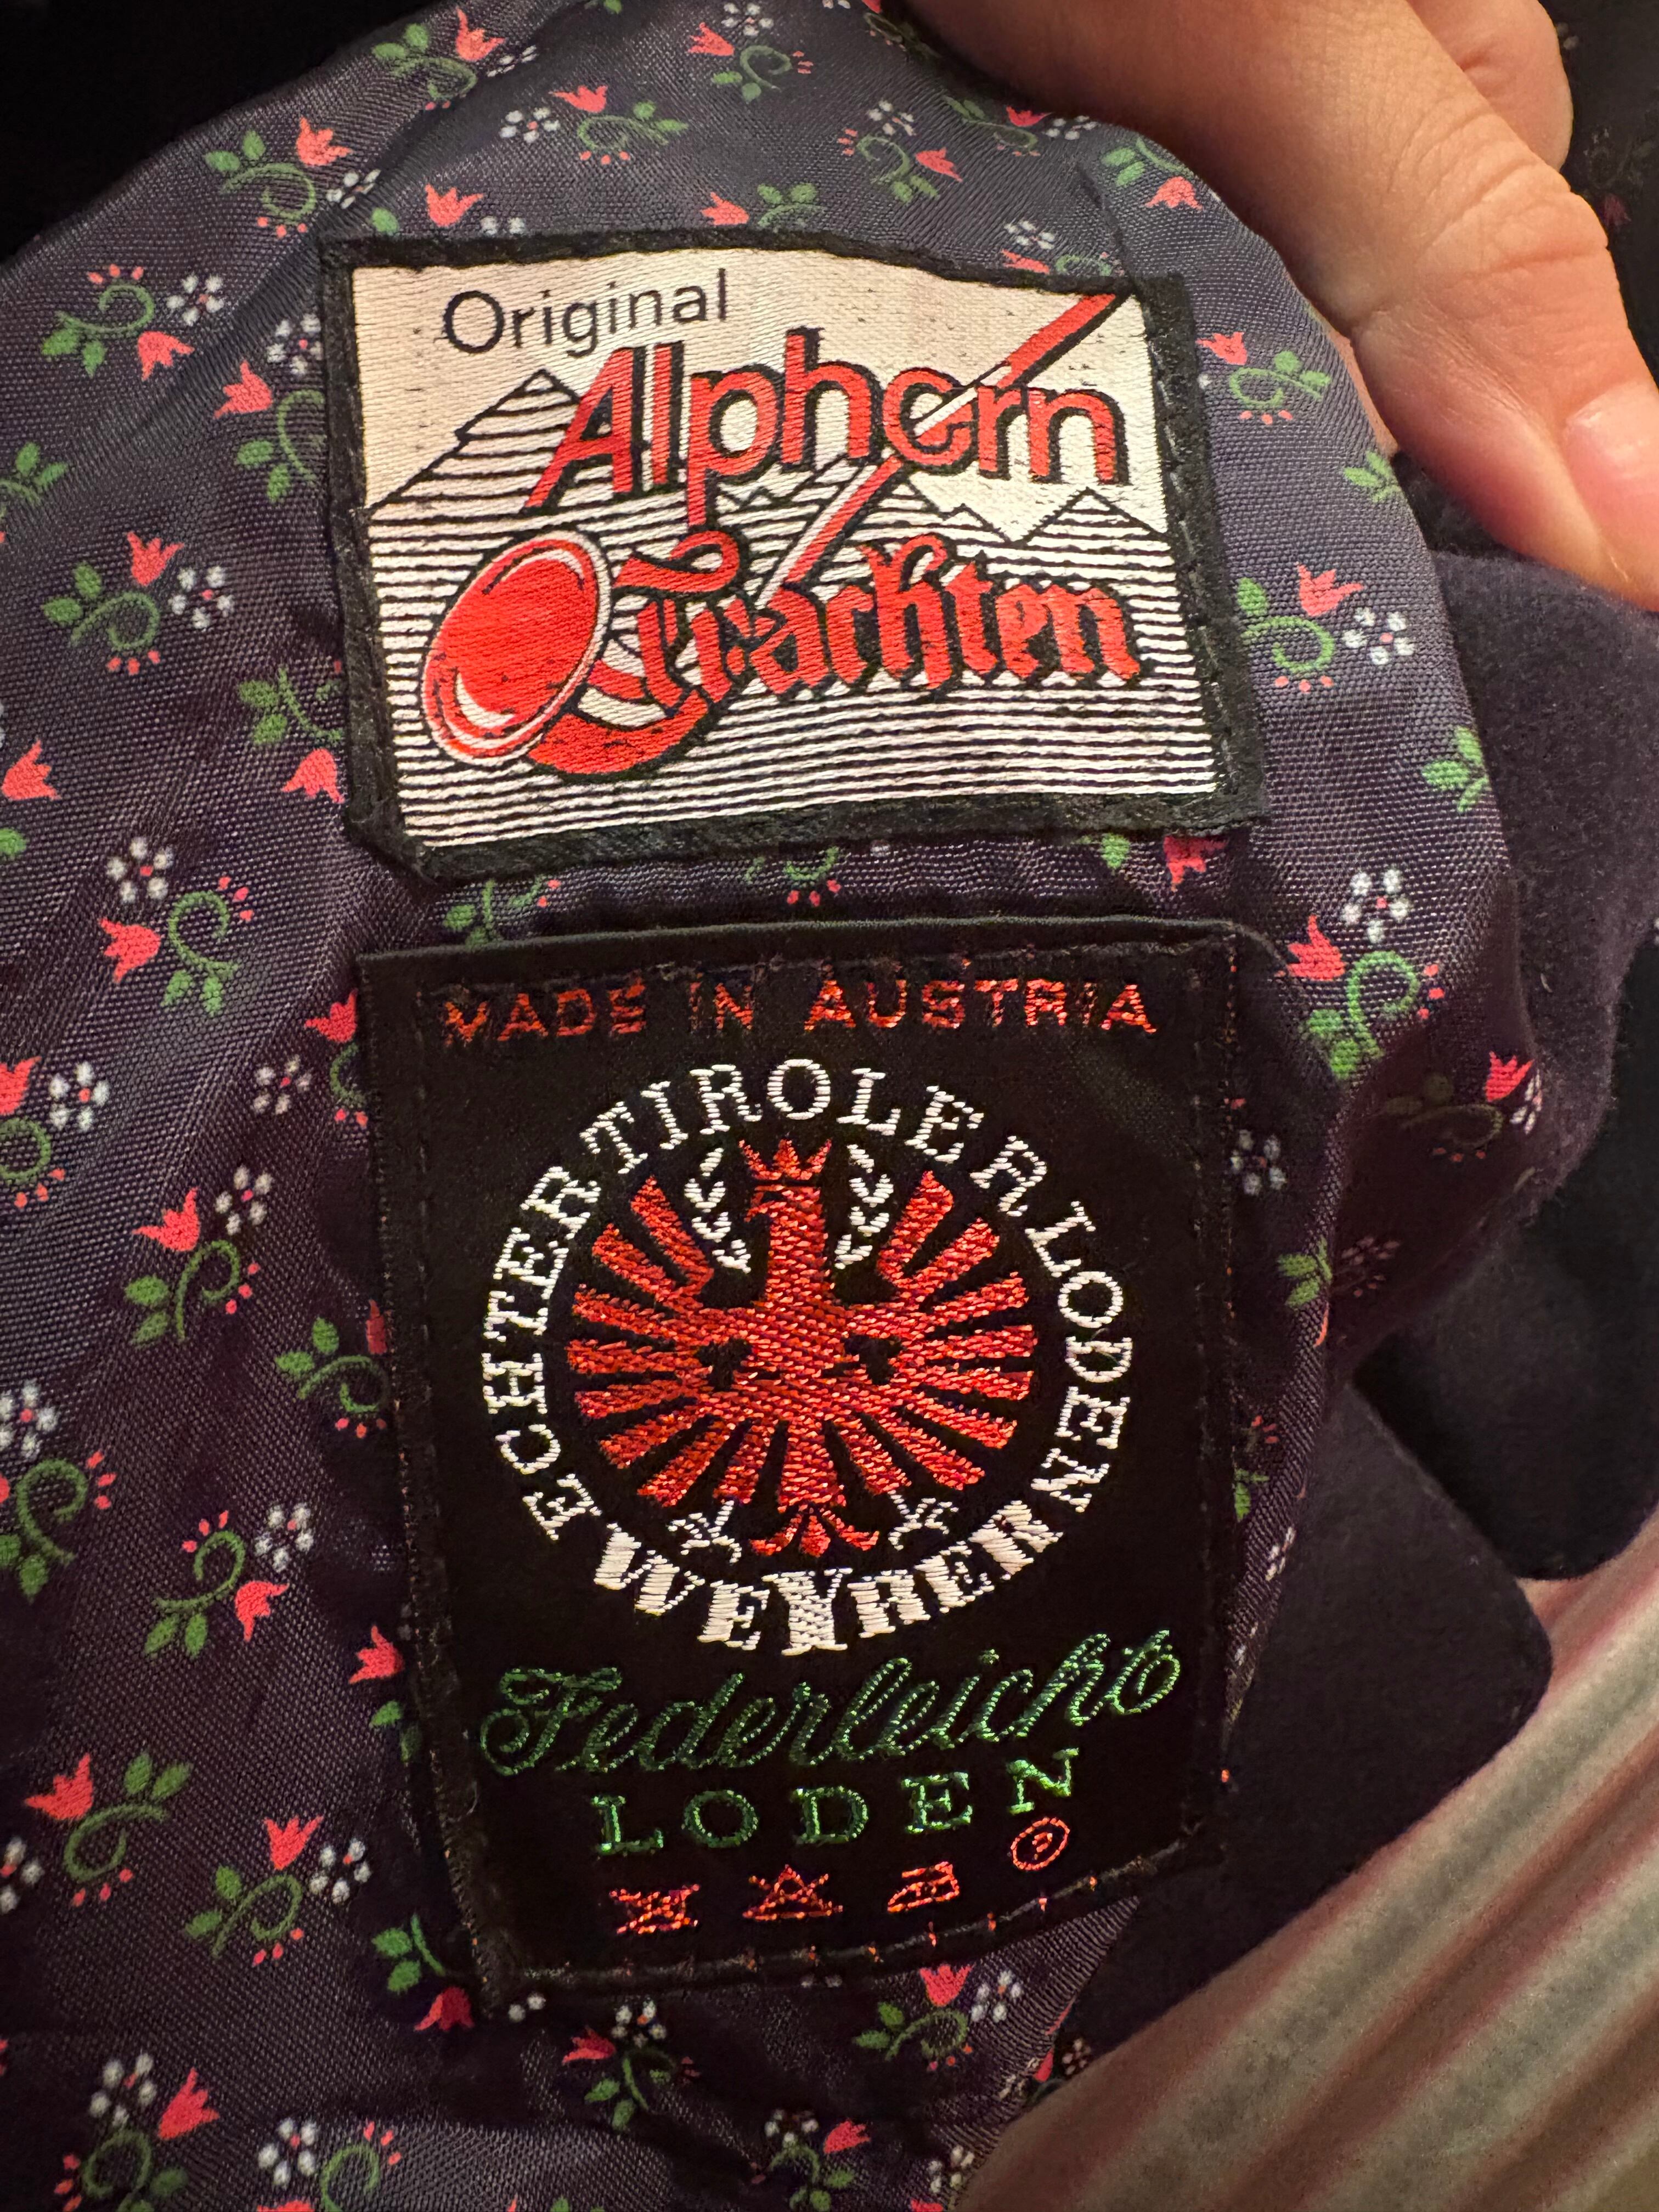 Original
Alphorn
Trachten
MADE IN AUSTRIA
ECHTER TIROLER LODEN
WEYRER
Federleicht
LODEN
P